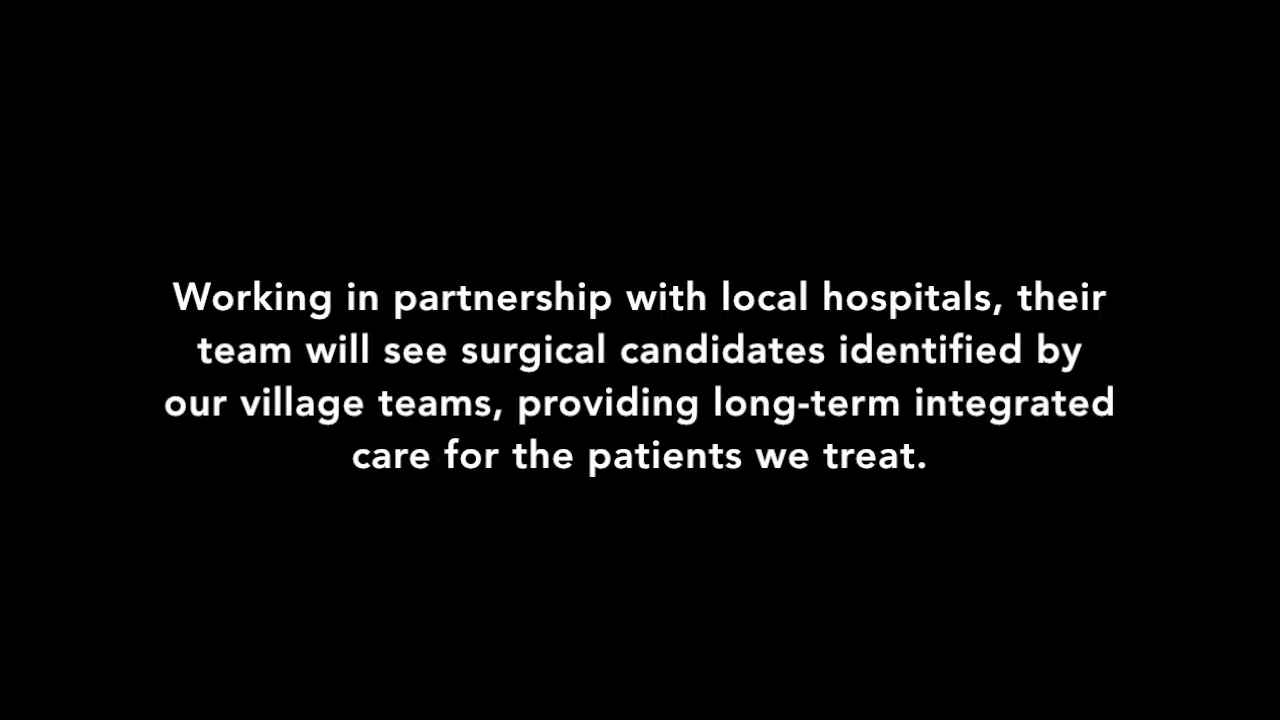 Working in partnership with local hospitals, their
team will see surgical candidates identified by
our village teams, providing long-term integrated
care for the patients we treat.